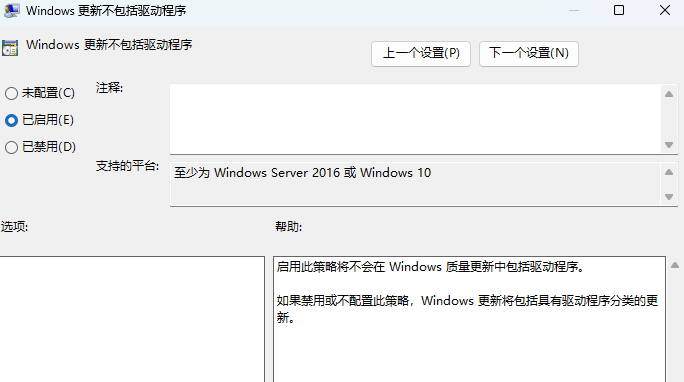 Windows 更新不包括驱动程序
Windows 更新不包括驱动程序
上一个设置(P)
下一个设置(N)
未配置(C)
注释:
已启用(E)
已禁用(D)
支持的平台:
至少为 Windows Server 2016 或 Windows 10
选项:
帮助:
启用此策略将不会在 Windows 质量更新中包括驱动程序。
如果禁用或不配置此策略，Windows 更新将包括具有驱动程序分类的更
新。